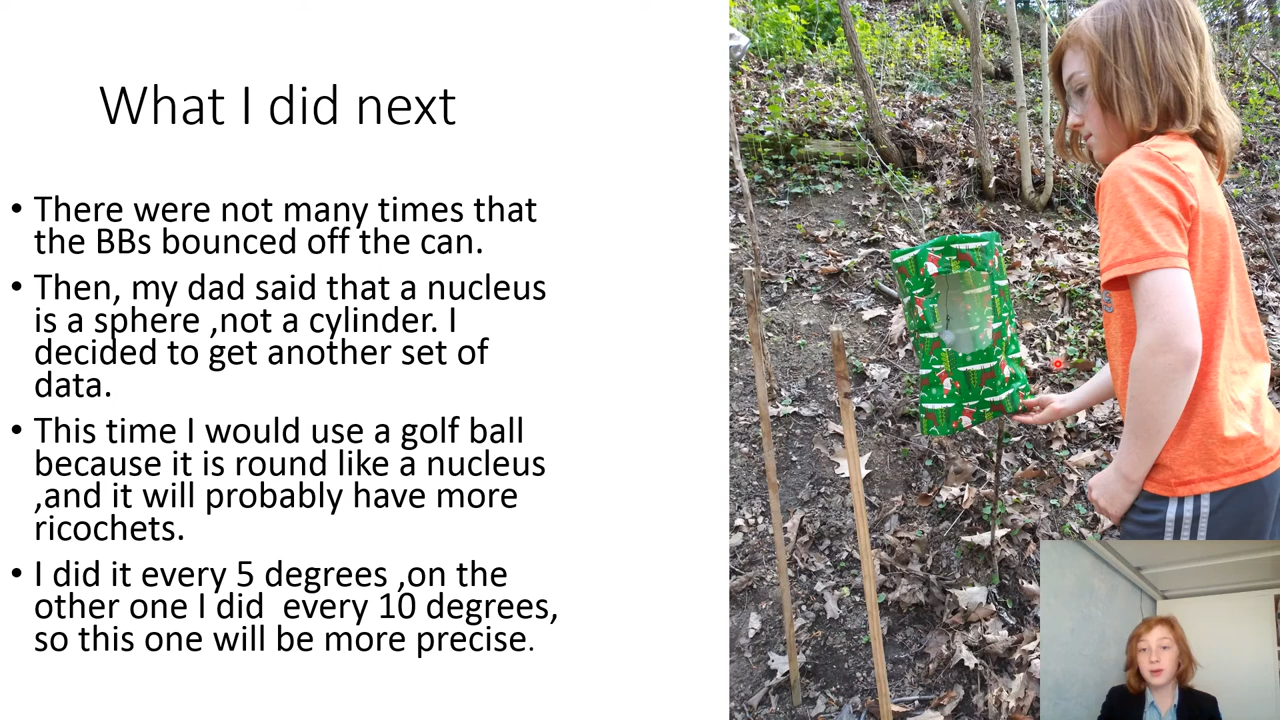 What I did next
• There were not many times that
the BBs bounced off the can.
• Then, my dad said that a nucleus
is a sphere ,not a cylinder. I
decided to get another set of
data.
• This time I would use a golf ball
because it is round like a nucleus
,and it will probably have more
ricochets.
• I did it every 5 degrees ,on the
other one I did  every 10 degrees,
so this one will be more precise.